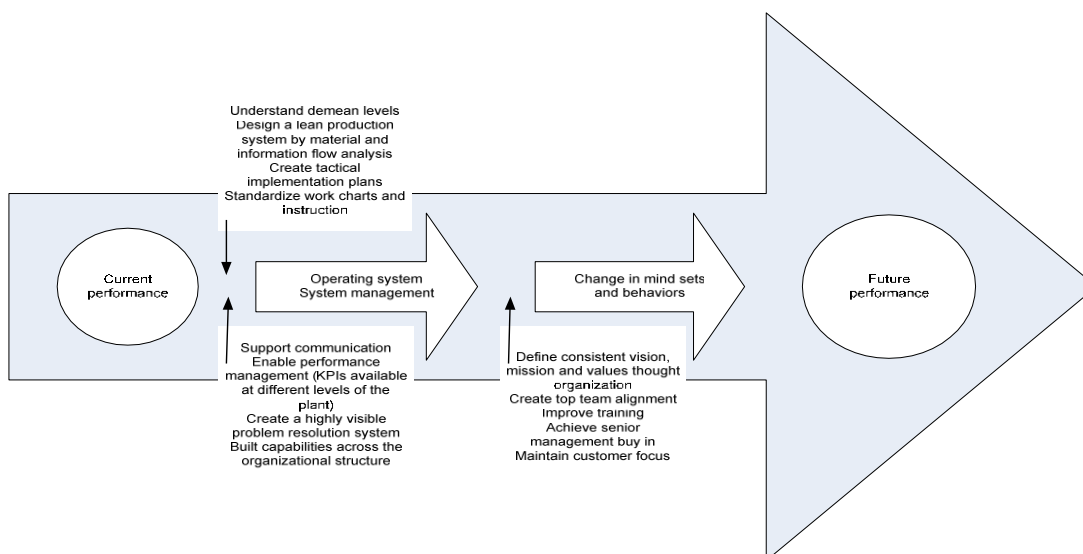 Understand demean levels
Design a lean production
system by material and
information flow analysis
Create tactical
implementation plans
Standardize work charts and
instruction
Current
performance
Operating system
System management
Change in mind sets
and behaviors
Future
performance
Support communication
Enable performance
management (KPIs available
at different levels of the
plant)
Create a highly visible
problem resolution system
Built capabilities across the
organizational structure
Define consistent vision,
mission and values thought
organization
Create top team alignment
Improve training
Achieve senior
management buy in
Maintain customer focus